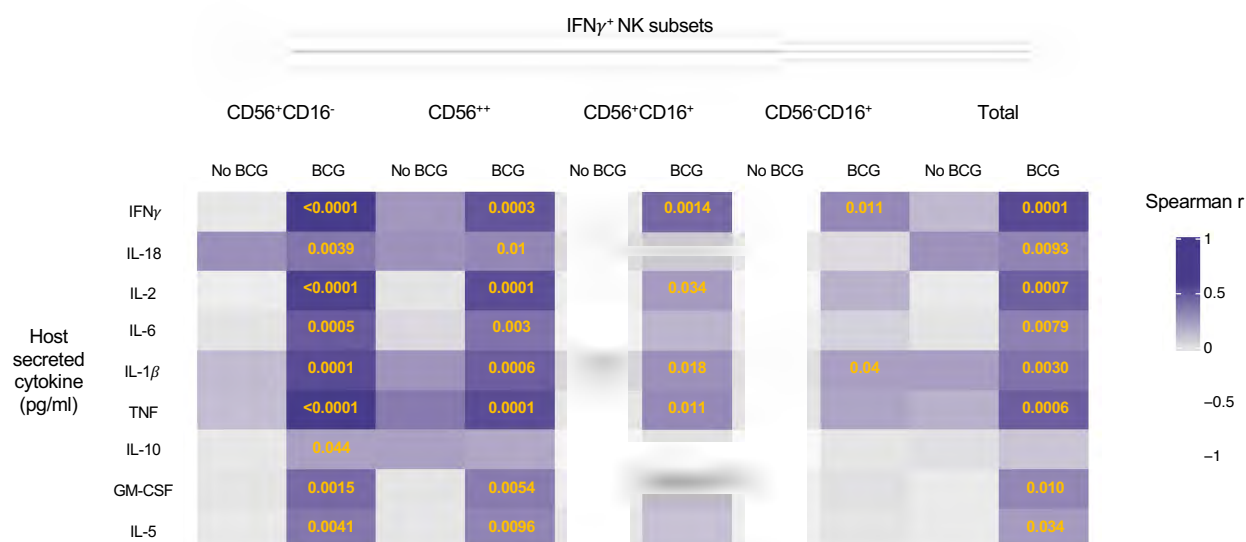 IFNγ⁺ NK subsets
CD56⁺CD16⁻ CD56⁺⁺ CD56⁺CD16⁺ CD56⁻CD16⁺ Total
No BCG BCG No BCG BCG No BCG BCG No BCG BCG No BCG BCG
IFNγ <0.0001 0.0003 0.0014 0.011 0.0001
IL-18 0.0039 0.01 0.0093
IL-2 <0.0001 0.0001 0.034 0.0007
IL-6 0.0005 0.003 0.0079
IL-1β 0.0001 0.0006 0.018 0.04 0.0030
TNF <0.0001 0.0001 0.011 0.0006
IL-10 0.044
GM-CSF 0.0015 0.0054 0.010
IL-5 0.0041 0.0096 0.034
Host
secreted
cytokine
(pg/ml)
Spearman r
1
0.5
0
−0.5
−1